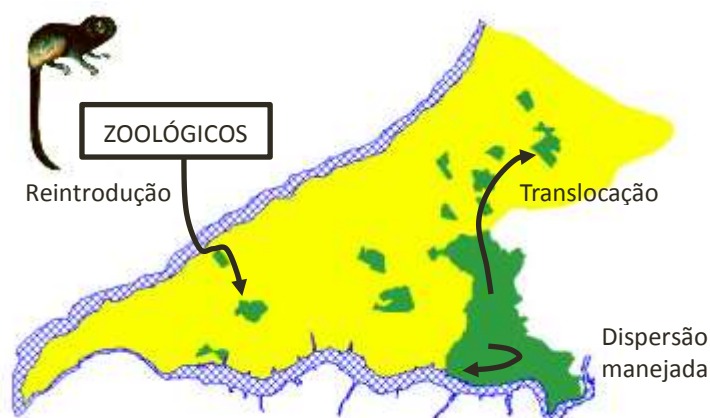 ZOOLÓGICOS
Reintrodução
Translocação
Dispersão
manejada